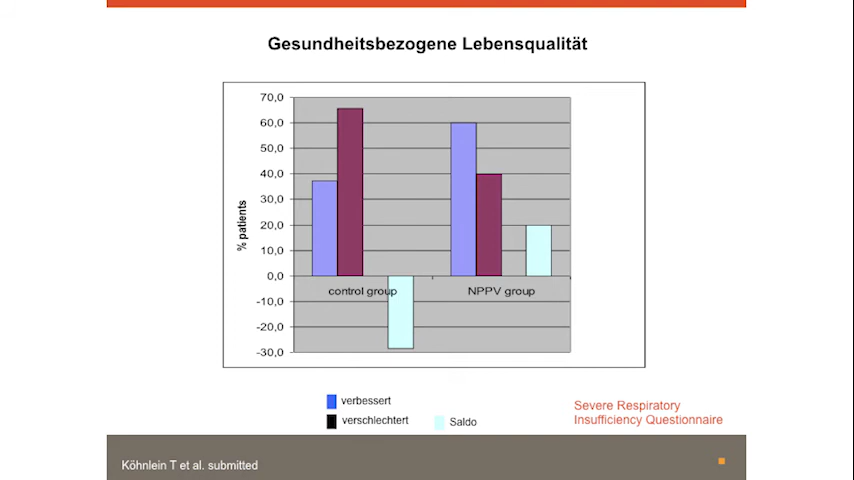 Gesundheitsbezogene Lebensqualität
70,0
60,0
50,0
40,0
30,0
20,0
10,0
0,0
-10,0
-20,0
-30,0
% patients
control group
NPPV group
verbessert
verschlechtert
Saldo
Severe Respiratory
Insufficiency Questionnaire
Köhnlein T et al. submitted